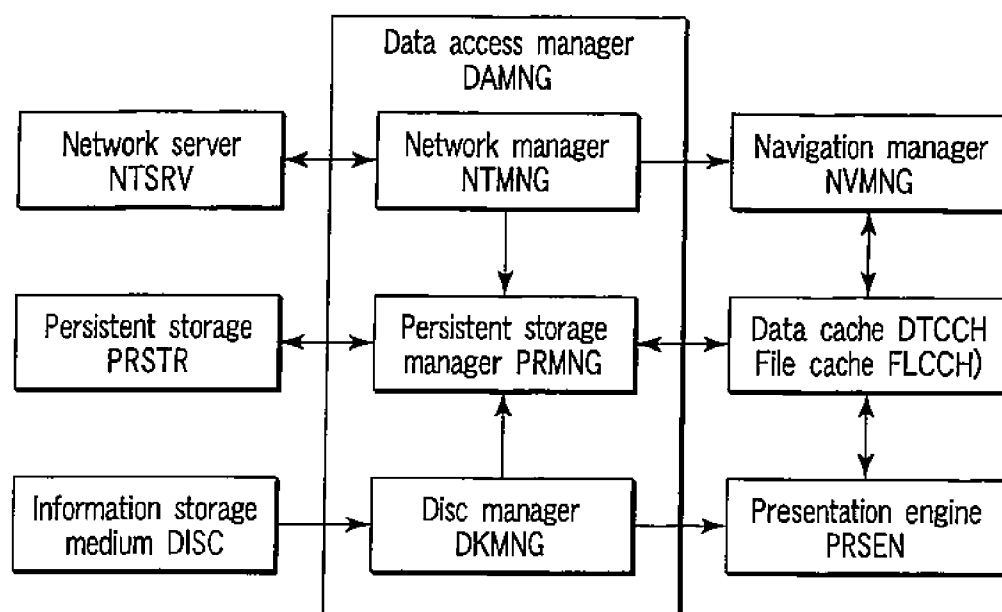 Data access manager
DAMNG
Network server
NTSRV
Network manager
NTMNG
Navigation manager
NVMNG
Persistent storage
PRSTR
Persistent storage
manager PRMNG
Data cache DTCCH
File cache FLCCH)
Information storage
medium DISC
Disc manager
DKMNG
Presentation engine
PRSEN